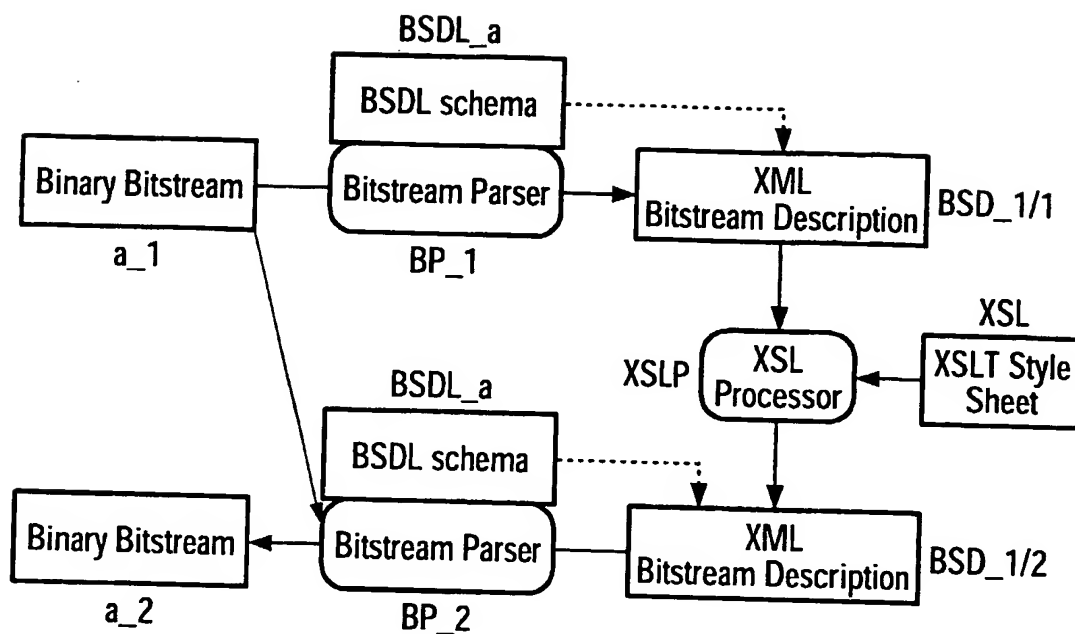 BSDL_a
BSDL schema
Binary Bitstream
Bitstream Parser
XML
Bitstream Description
BSD_1/1
a_1
BP_1
XSL
XSLP
XSL
Processor
XSLT Style
Sheet
BSDL_a
BSDL schema
Binary Bitstream
Bitstream Parser
XML
Bitstream Description
BSD_1/2
a_2
BP_2